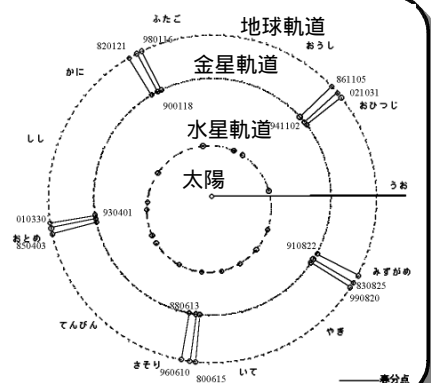 ふたご
地球軌道
980116
820121
おうし
金星軌道
かに
861105
900118
021031
おひつじ
941102
水星軌道
しし
太陽
うお
930401
010330
おとめ
850403
910822
みずがめ
830825
990820
880613
てんびん
やぎ
さそり
いて
960610
800615
春分点